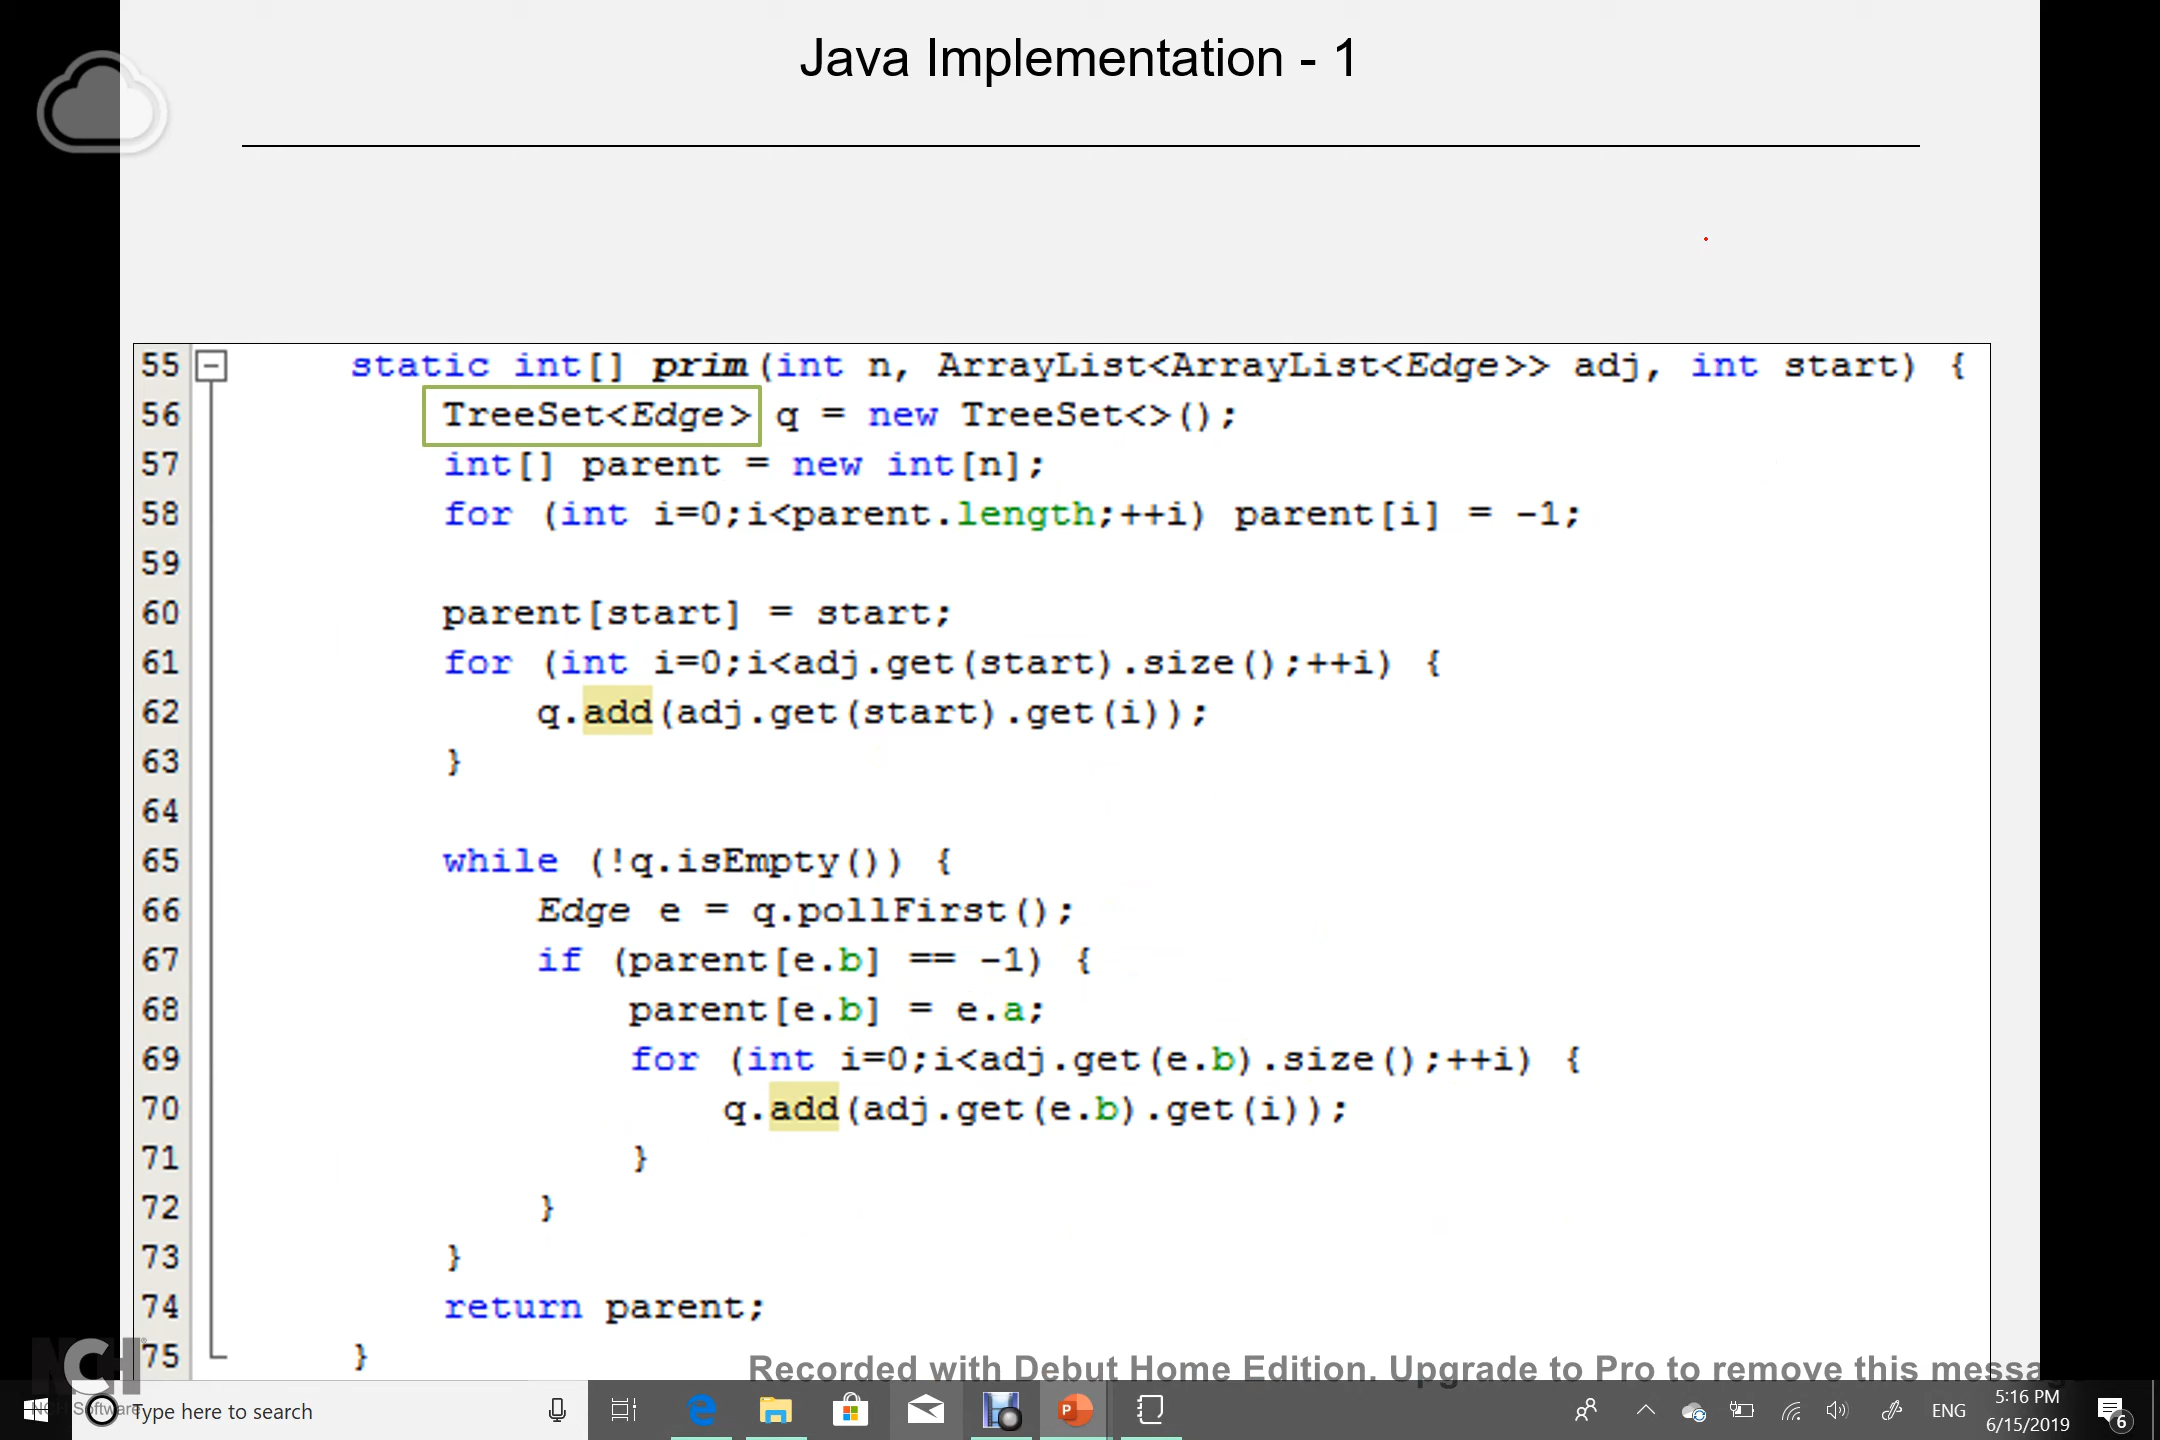 Java Implementation - 1
55 static int[] prim(int n, ArrayList<ArrayList<Edge>> adj, int start) {
56 TreeSet<Edge> q = new TreeSet<>();
57 int[] parent = new int[n];
58 for (int i=0;i<parent.length;++i) parent[i] = -1;
59
60 parent[start] = start;
61 for (int i=0;i<adj.get(start).size();++i) {
62 q.add(adj.get(start).get(i));
63 }
64
65 while (!q.isEmpty()) {
66 Edge e = q.pollFirst();
67 if (parent[e.b] == -1) {
68 parent[e.b] = e.a;
69 for (int i=0;i<adj.get(e.b).size();++i) {
70 q.add(adj.get(e.b).get(i));
71 }
72 }
73 }
74 return parent;
75 }
NCH
NCH Software
Recorded with Debut Home Edition. Upgrade to Pro to remove this messa
Type here to search
ENG
5:16 PM
6/15/2019
6